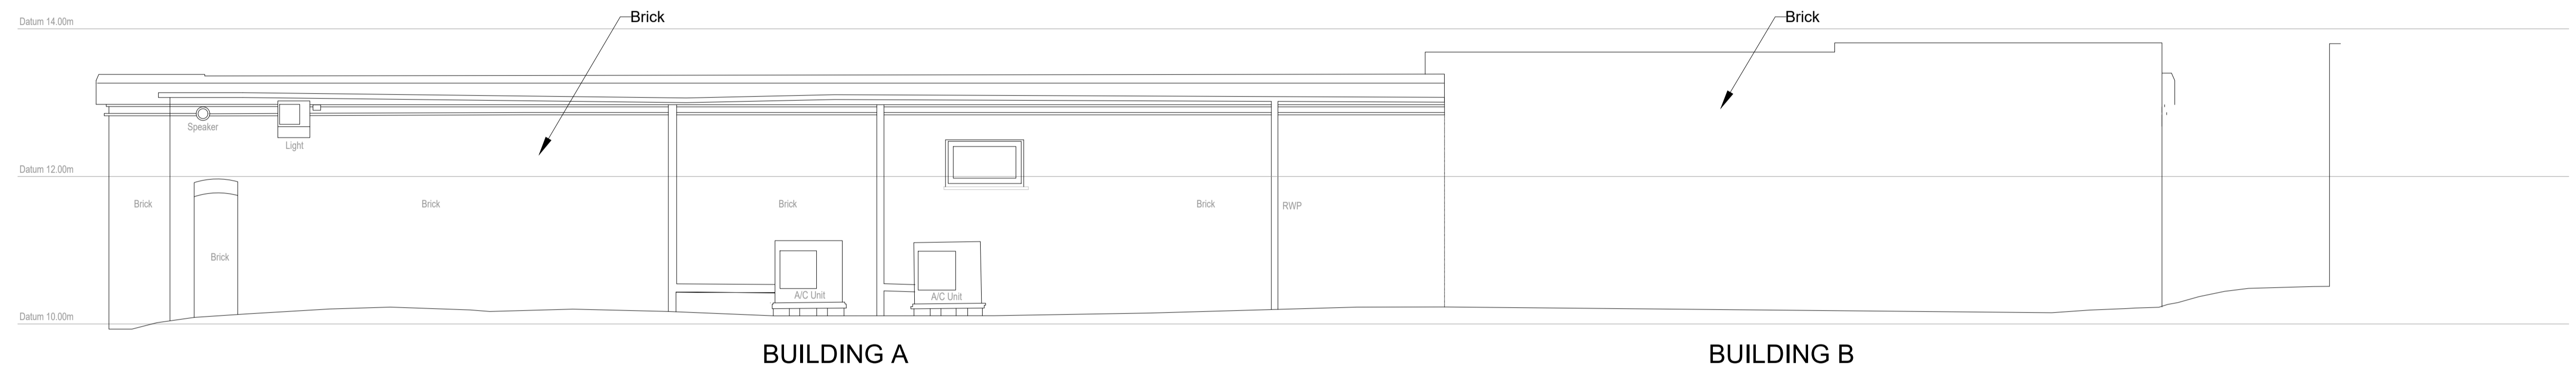 Brick
Brick
Datum 14.00m
Speaker
Light
Datum 12.00m
Brick
Brick
Brick
Brick
RWP
Brick
A/C Unit
A/C Unit
Datum 10.00m
BUILDING A
BUILDING B